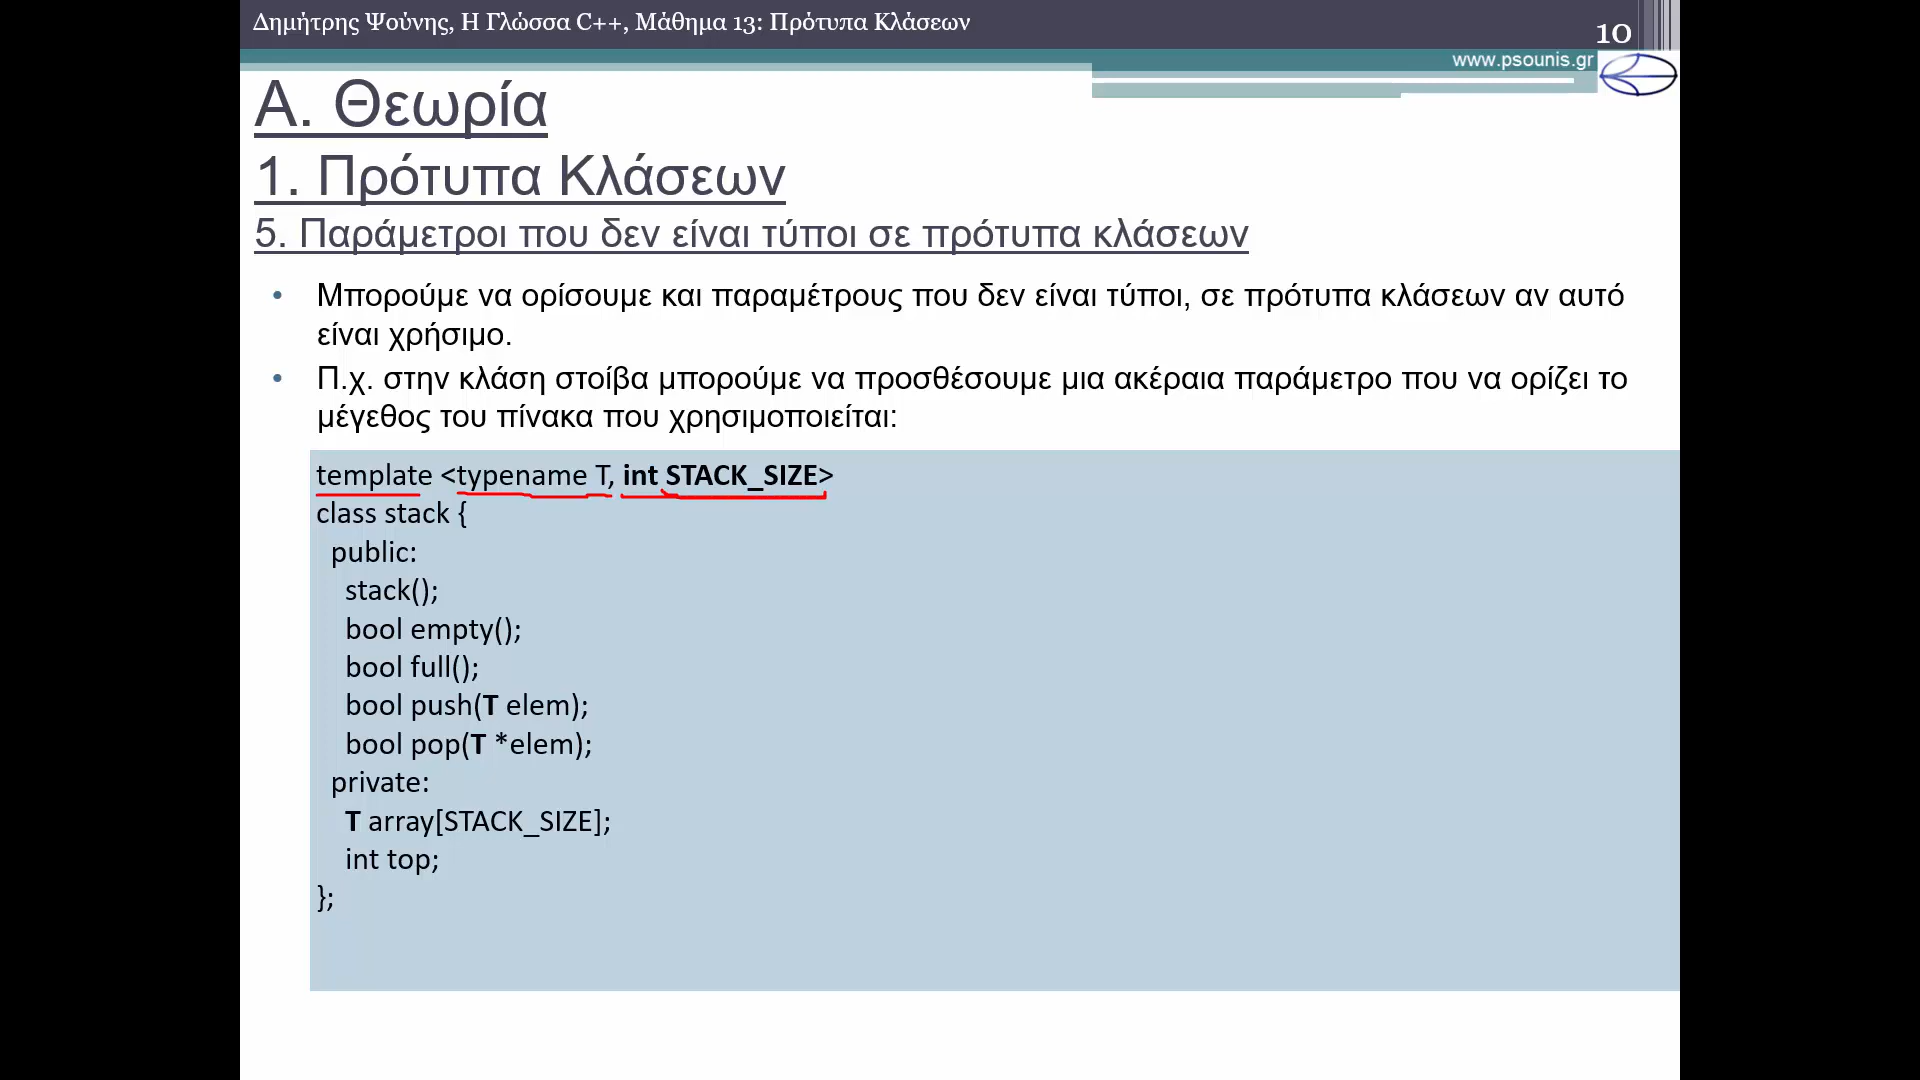 Δημήτρης Ψούνης, Η Γλώσσα C++, Μάθημα 13: Πρότυπα Κλάσεων
10
www.psounis.gr
Α. Θεωρία
1. Πρότυπα Κλάσεων
5. Παράμετροι που δεν είναι τύποι σε πρότυπα κλάσεων
• Μπορούμε να ορίσουμε και παραμέτρους που δεν είναι τύποι, σε πρότυπα κλάσεων αν αυτό
είναι χρήσιμο.
• Π.χ. στην κλάση στοίβα μπορούμε να προσθέσουμε μια ακέραια παράμετρο που να ορίζει το
μέγεθος του πίνακα που χρησιμοποιείται:
template <typename T, int STACK_SIZE>
class stack {
public:
stack();
bool empty();
bool full();
bool push(T elem);
bool pop(T *elem);
private:
T array[STACK_SIZE];
int top;
};